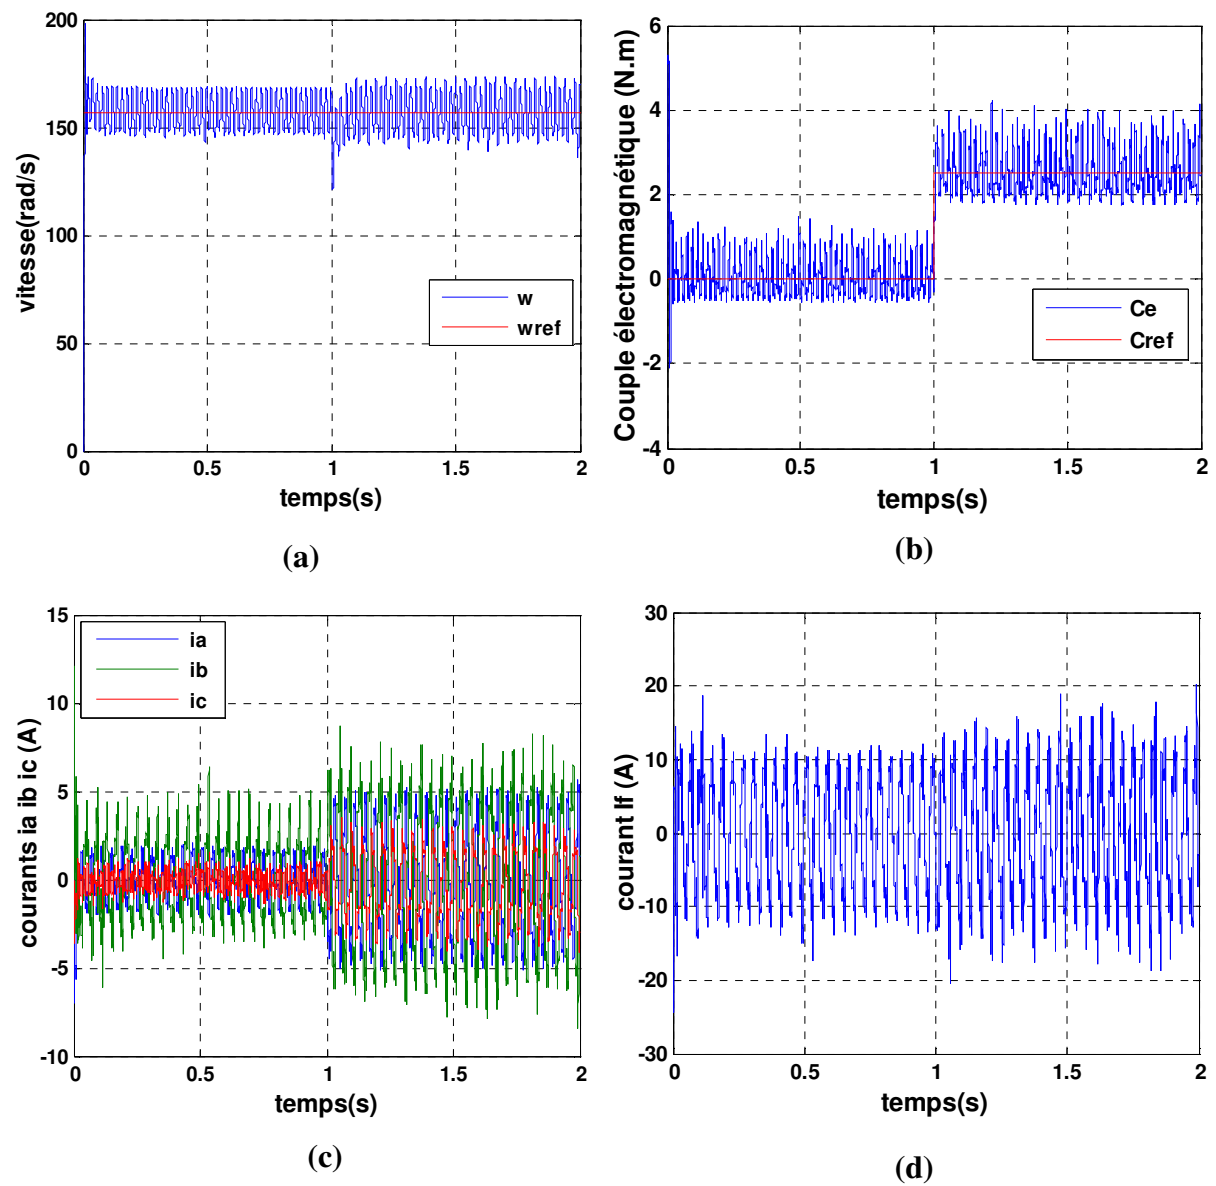 200
150
100
50
0
0
0.5
1
1.5
2
vitesse(rad/s)
temps(s)
w
wref
(a)
6
4
2
0
-2
-4
0
0.5
1
1.5
2
Couple électromagnétique (N.m)
temps(s)
Ce
Cref
(b)
15
10
5
0
-5
-10
0
0.5
1
1.5
2
courants ia ib ic (A)
temps(s)
ia
ib
ic
(c)
30
20
10
0
-10
-20
-30
0
0.5
1
1.5
2
courant If (A)
temps(s)
(d)